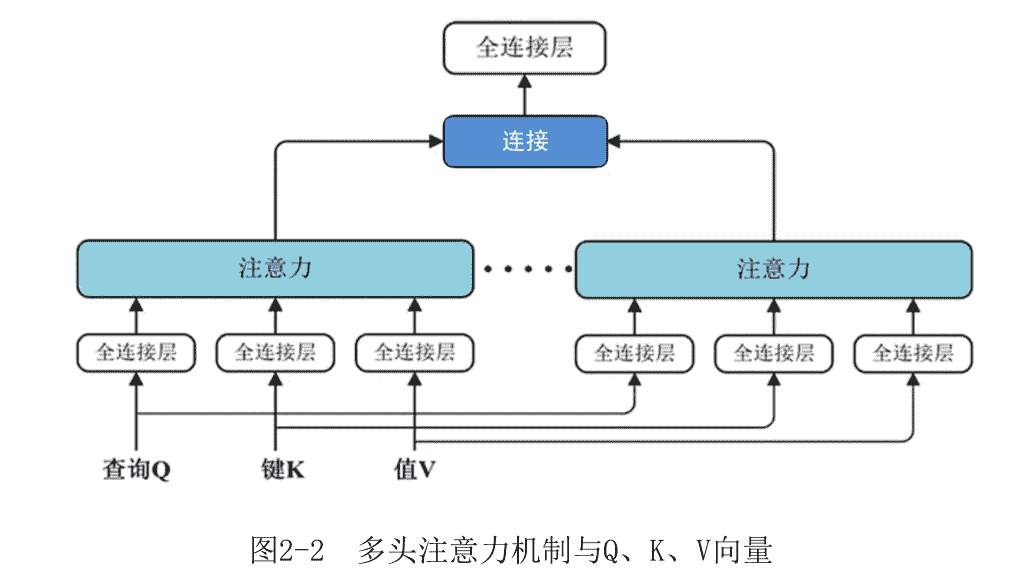 全连接层
连接
注意力 注意力
全连接层 全连接层 全连接层 全连接层 全连接层 全连接层
查询Q 键K 值V
图2-2 多头注意力机制与Q、K、V向量